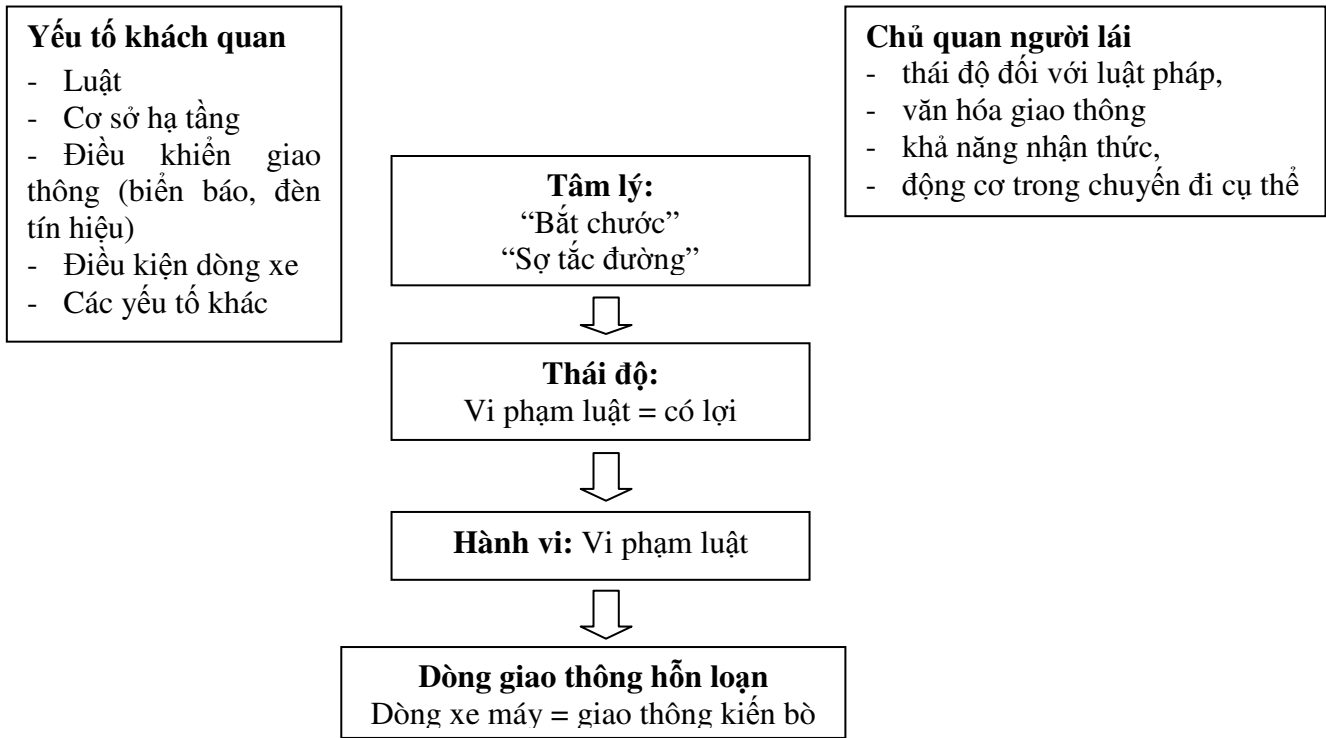 Yếu tố khách quan
- Luật
- Cơ sở hạ tầng
- Điều khiển giao
thông (biển báo, đèn
tín hiệu)
- Điều kiện dòng xe
- Các yếu tố khác
Chủ quan người lái
- thái độ đối với luật pháp,
- văn hóa giao thông
- khả năng nhận thức,
- động cơ trong chuyến đi cụ thể
Tâm lý:
“Bắt chước”
“Sợ tắc đường”
Thái độ:
Vi phạm luật = có lợi
Hành vi: Vi phạm luật
Dòng giao thông hỗn loạn
Dòng xe máy = giao thông kiến bò